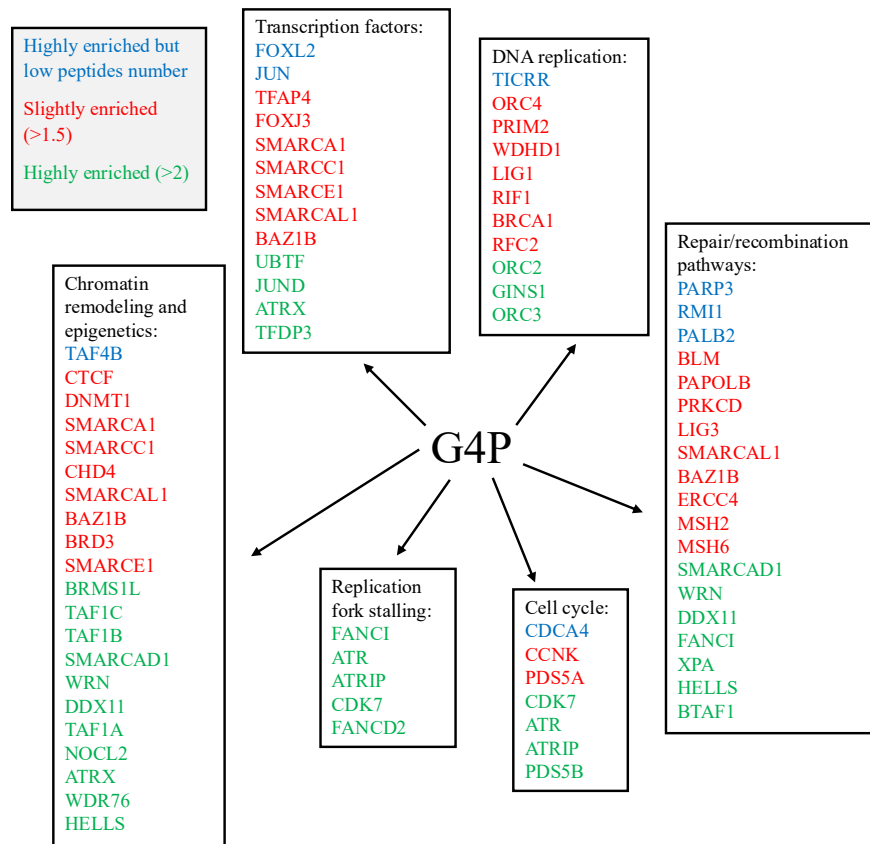 Highly enriched but
low peptides number
Slightly enriched
(>1.5)
Highly enriched (>2)
Transcription factors:
FOXL2
JUN
TFAP4
FOXJ3
SMARCA1
SMARCC1
SMARCE1
SMARCAL1
BAZ1B
UBTF
JUND
ATRX
TFDP3
DNA replication:
TICRR
ORC4
PRIM2
WDHD1
LIG1
RIF1
BRCA1
RFC2
ORC2
GINS1
ORC3
Repair/recombination
pathways:
PARP3
RMI1
PALB2
BLM
PAPOLB
PRKCD
LIG3
SMARCAL1
BAZ1B
ERCC4
MSH2
MSH6
SMARCAD1
WRN
DDX11
FANCI
XPA
HELLS
BTAF1
Chromatin
remodeling and
epigenetics:
TAF4B
CTCF
DNMT1
SMARCA1
SMARCC1
CHD4
SMARCAL1
BAZ1B
BRD3
SMARCE1
BRMS1L
TAF1C
TAF1B
SMARCAD1
WRN
DDX11
TAF1A
NOCL2
ATRX
WDR76
HELLS
G4P
Replication
fork stalling:
FANCI
ATR
ATRIP
CDK7
FANCD2
Cell cycle:
CDCA4
CCNK
PDS5A
CDK7
ATR
ATRIP
PDS5B